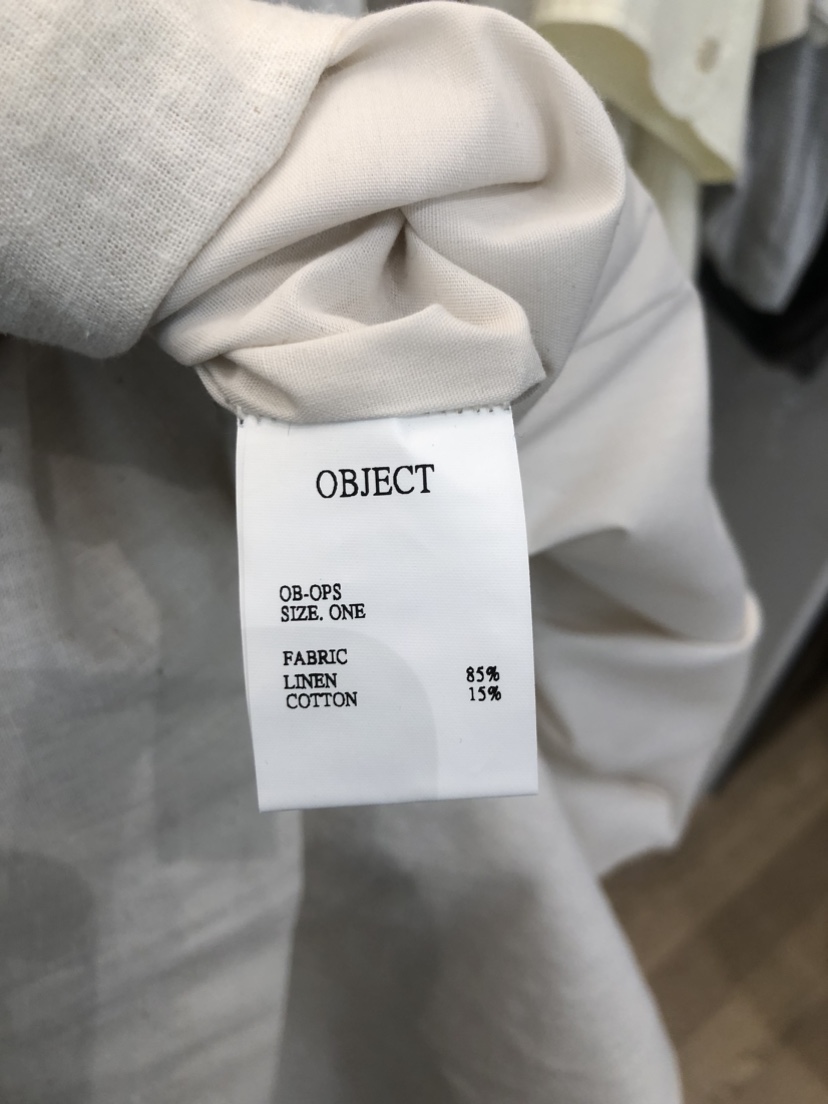 OBJECT
OB-OPS
SIZE. ONE
FABRIC
LINEN 85%
COTTON 15%